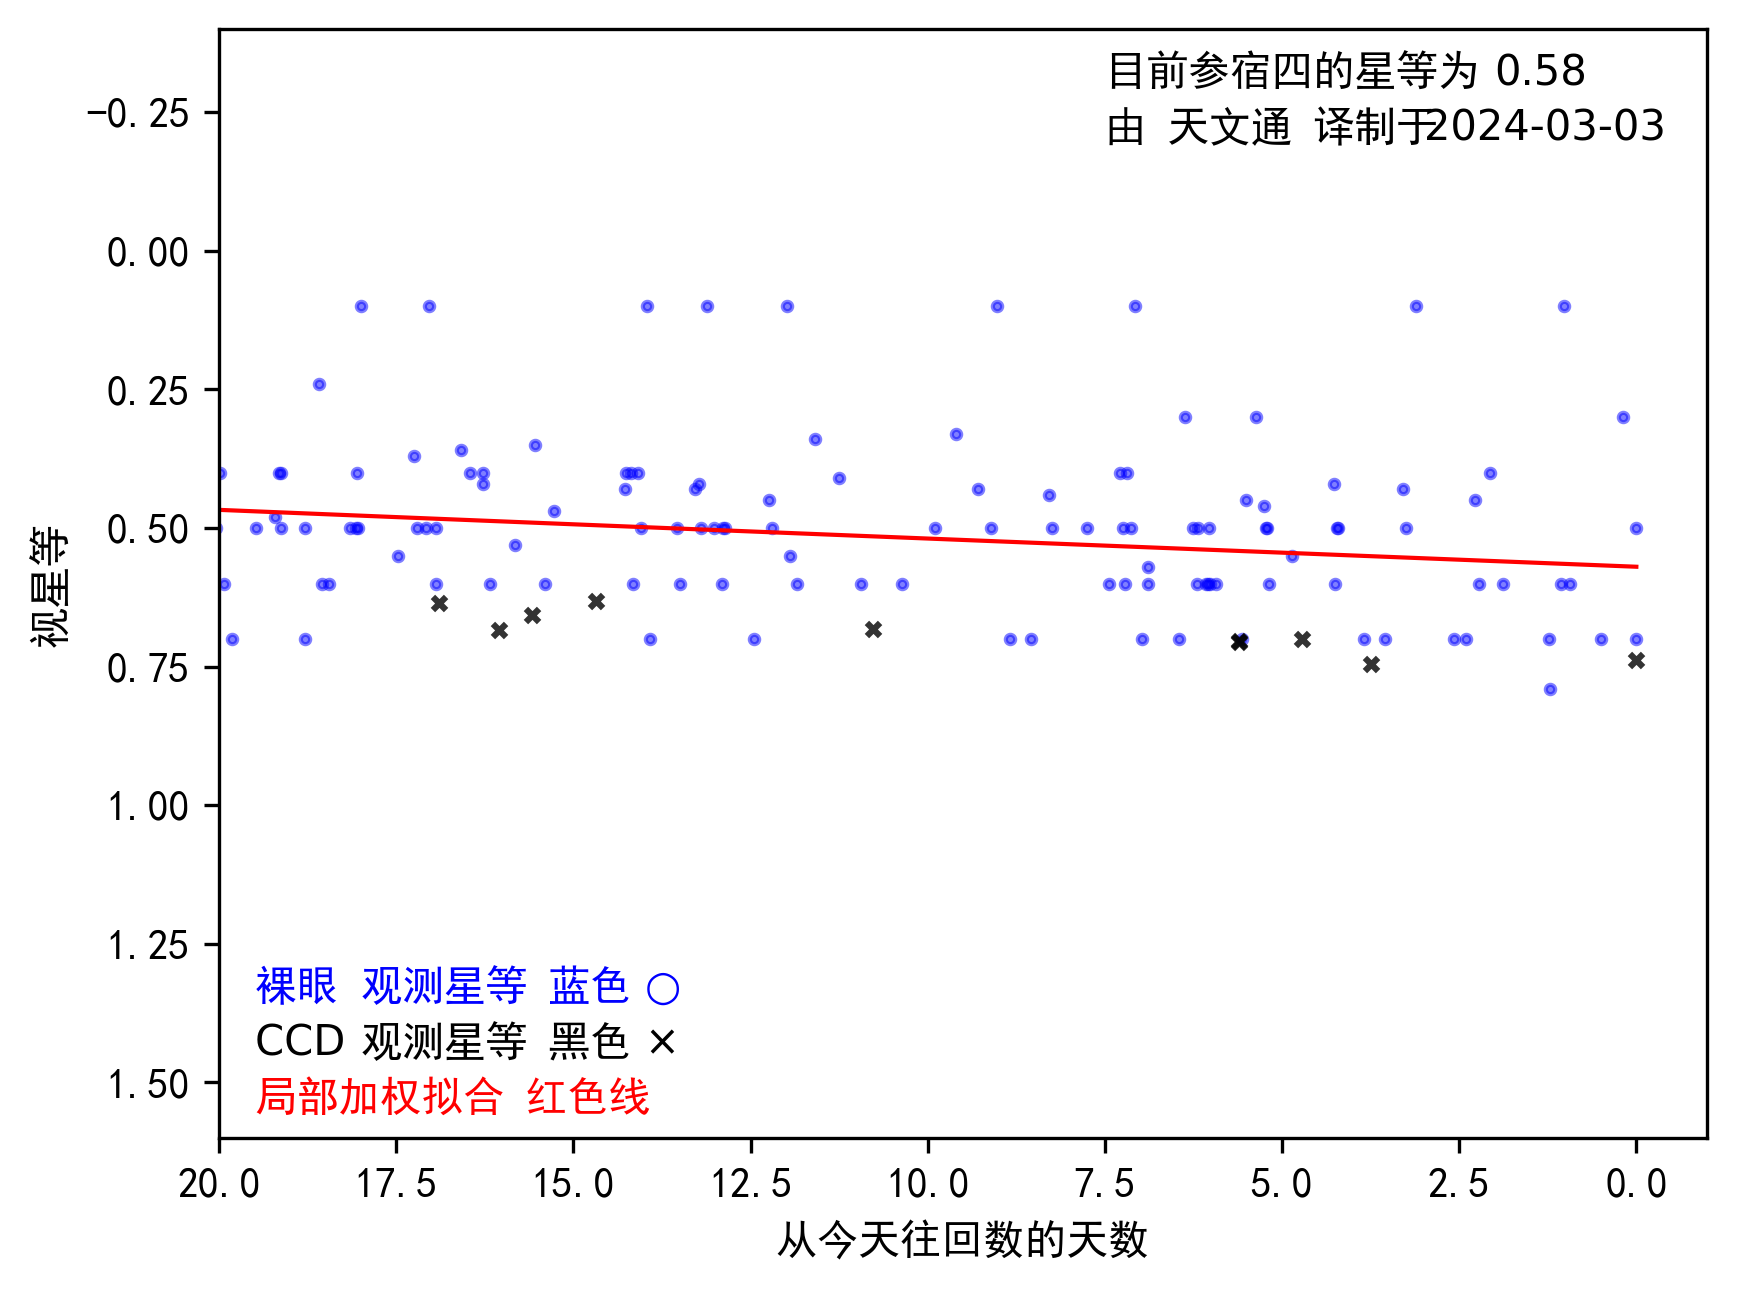 目前参宿四的星等为 0.58
由 天文通 译制于2024-03-03
−0.25
0.00
0.25
0.50
0.75
1.00
1.25
1.50
视星等
裸眼 观测星等 蓝色 ○
CCD 观测星等 黑色 ×
局部加权拟合 红色线
20.0 17.5 15.0 12.5 10.0 7.5 5.0 2.5 0.0
从今天往回数的天数